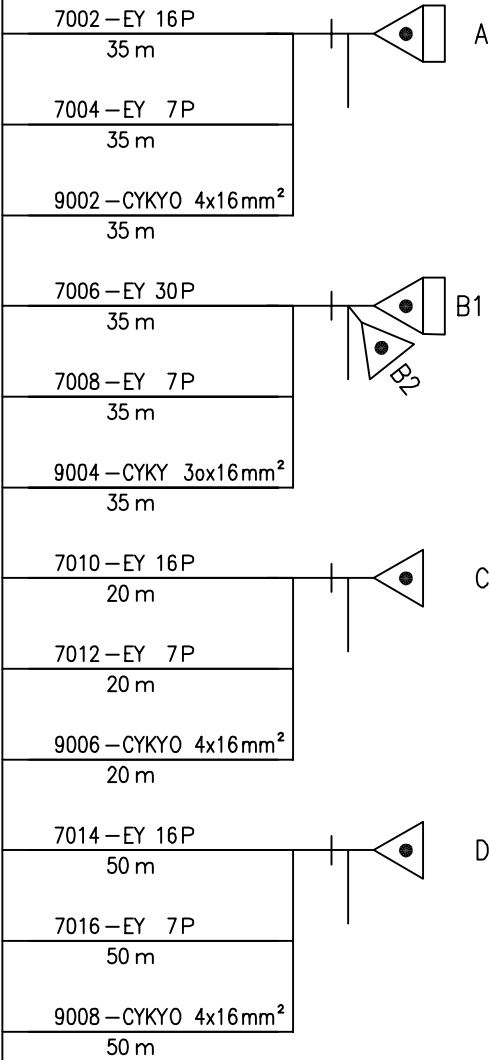 7002-EY 16P
35 m
A
7004-EY 7P
35 m
9002-CYKYO 4x16mm²
35 m
7006-EY 30P
35 m
B1
B2
7008-EY 7P
35 m
9004-CYKY 3ox16mm²
35 m
7010-EY 16P
20 m
C
7012-EY 7P
20 m
9006-CYKYO 4x16mm²
20 m
7014-EY 16P
50 m
D
7016-EY 7P
50 m
9008-CYKYO 4x16mm²
50 m